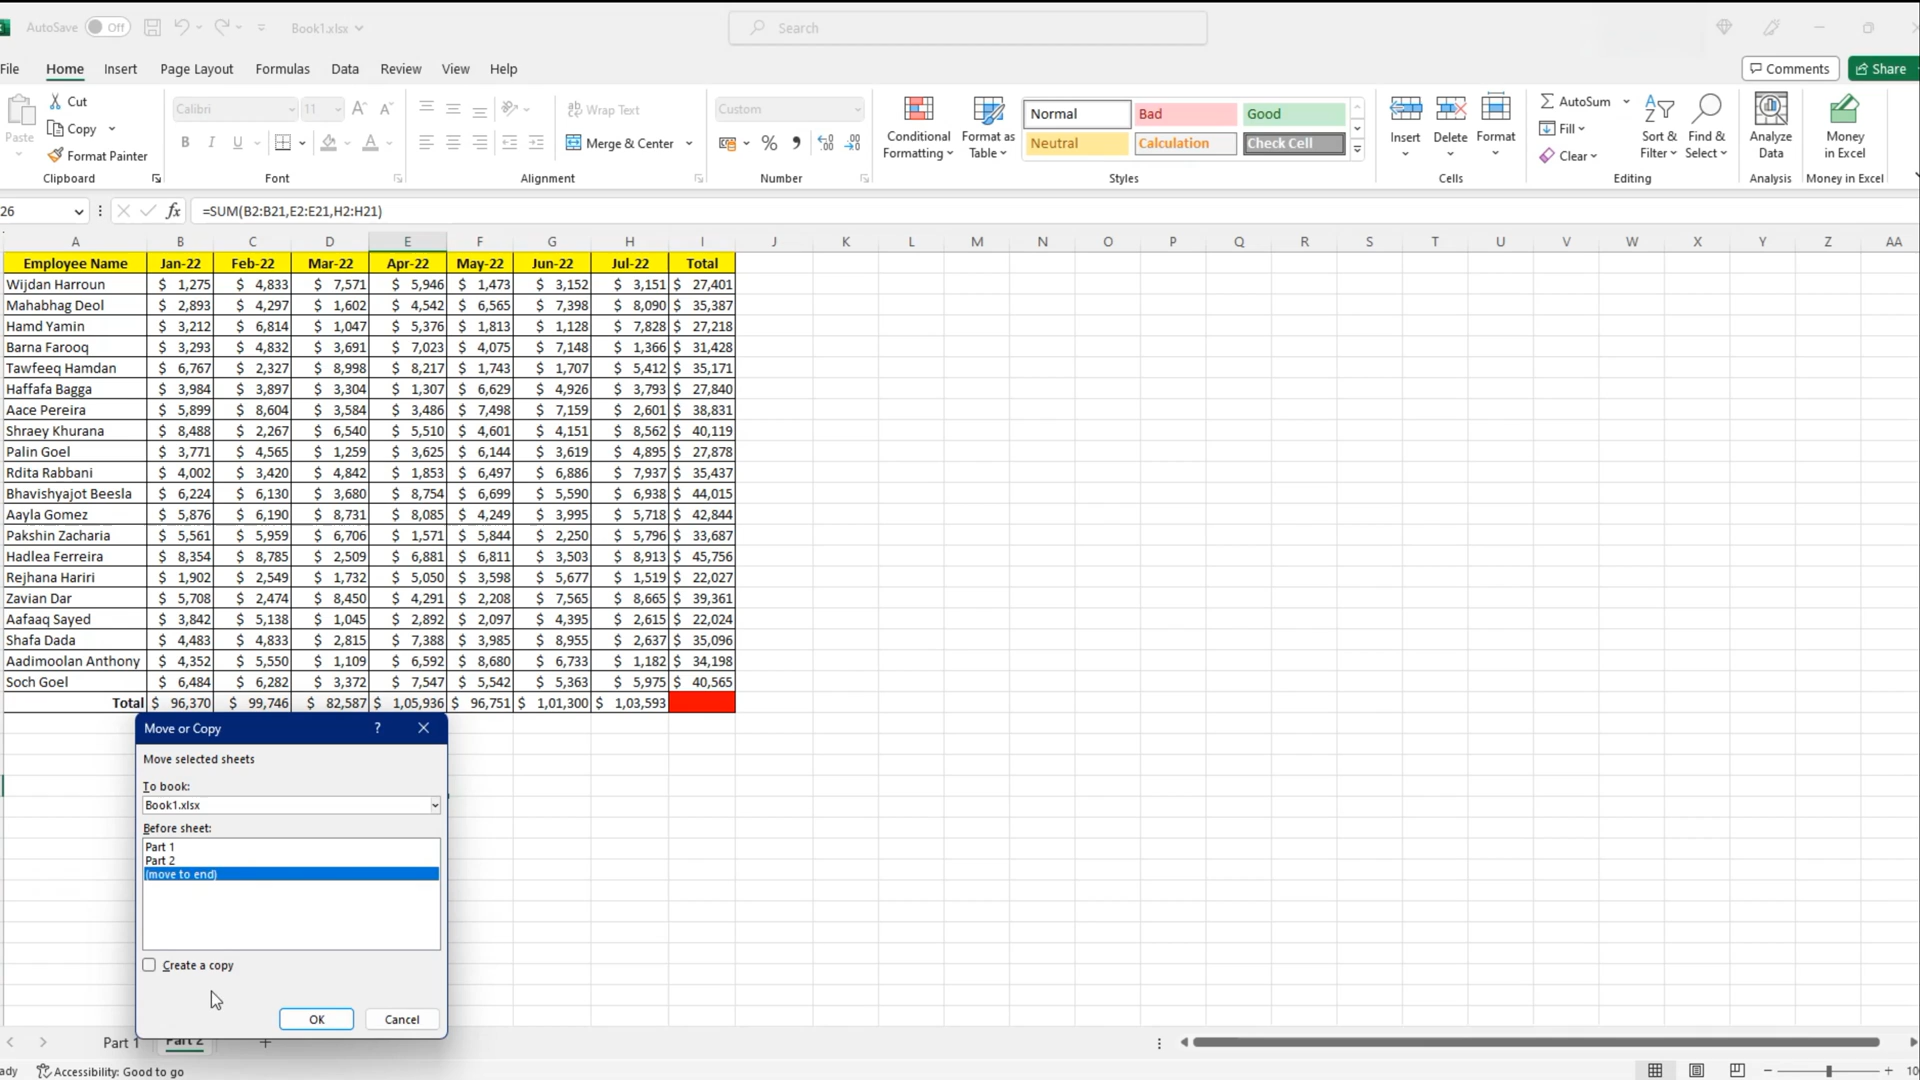 AutoSave Off Book1.xlsx Search
File Home Insert Page Layout Formulas Data Review View Help Comments Share
Paste Cut Copy Format Painter Clipboard
Calibri 11 B I U Font
Wrap Text Merge & Center Alignment
Custom % Number
Conditional Formatting Format as Table Normal Bad Good Neutral Calculation Check Cell Styles
Insert Delete Format Cells
AutoSum Fill Clear Sort & Filter Find & Select Editing
Analyze Data Analysis
Money in Excel Money in Excel
26 fx =SUM(B2:B21,E2:E21,H2:H21)
A B C D E F G H I J K L M N O P Q R S T U V W X Y Z AA
Employee Name Jan-22 Feb-22 Mar-22 Apr-22 May-22 Jun-22 Jul-22 Total
Wijdan Harroun $ 1,275 $ 4,833 $ 7,571 $ 5,946 $ 1,473 $ 3,152 $ 3,151 $ 27,401
Mahabhag Deol $ 2,893 $ 4,297 $ 1,602 $ 4,542 $ 6,565 $ 7,398 $ 8,090 $ 35,387
Hamd Yamin $ 3,212 $ 6,814 $ 1,047 $ 5,376 $ 1,813 $ 1,128 $ 7,828 $ 27,218
Barna Farooq $ 3,293 $ 4,832 $ 3,691 $ 7,023 $ 4,075 $ 7,148 $ 1,366 $ 31,428
Tawfeeq Hamdan $ 6,767 $ 2,327 $ 8,998 $ 8,217 $ 1,743 $ 1,707 $ 5,412 $ 35,171
Haffafa Bagga $ 3,984 $ 3,897 $ 3,304 $ 1,307 $ 6,629 $ 4,926 $ 3,793 $ 27,840
Aace Pereira $ 5,899 $ 8,604 $ 3,584 $ 3,486 $ 7,498 $ 7,159 $ 2,601 $ 38,831
Shraey Khurana $ 8,488 $ 2,267 $ 6,540 $ 5,510 $ 4,601 $ 4,151 $ 8,562 $ 40,119
Palin Goel $ 3,771 $ 4,565 $ 1,259 $ 3,625 $ 6,144 $ 3,619 $ 4,895 $ 27,878
Rdita Rabbani $ 4,002 $ 3,420 $ 4,842 $ 1,853 $ 6,497 $ 6,886 $ 7,937 $ 35,437
Bhavishyajot Beesla $ 6,224 $ 6,130 $ 3,680 $ 8,754 $ 6,699 $ 5,590 $ 6,938 $ 44,015
Aayla Gomez $ 5,876 $ 6,190 $ 8,731 $ 8,085 $ 4,249 $ 3,995 $ 5,718 $ 42,844
Pakshin Zacharia $ 5,561 $ 5,959 $ 6,706 $ 1,571 $ 5,844 $ 2,250 $ 5,796 $ 33,687
Hadlea Ferreira $ 8,354 $ 8,785 $ 2,509 $ 6,881 $ 6,811 $ 3,503 $ 8,913 $ 45,756
Rejhana Hariri $ 1,902 $ 2,549 $ 1,732 $ 5,050 $ 3,598 $ 5,677 $ 1,519 $ 22,027
Zavian Dar $ 5,708 $ 2,474 $ 8,450 $ 4,291 $ 2,208 $ 7,565 $ 8,665 $ 39,361
Aafaaq Sayed $ 3,842 $ 5,138 $ 1,045 $ 2,892 $ 2,097 $ 4,395 $ 2,615 $ 22,024
Shafa Dada $ 4,483 $ 4,833 $ 2,815 $ 7,388 $ 3,985 $ 8,955 $ 2,637 $ 35,096
Aadimoolan Anthony $ 4,352 $ 5,550 $ 1,109 $ 6,592 $ 8,680 $ 6,733 $ 1,182 $ 34,198
Soch Goel $ 6,484 $ 6,282 $ 3,372 $ 7,547 $ 5,542 $ 5,363 $ 5,975 $ 40,565
Total $ 96,370 $ 99,746 $ 82,587 $ 1,05,936 $ 96,751 $ 1,01,300 $ 1,03,593
Move or Copy ?
Move selected sheets
To book:
Book1.xlsx
Before sheet:
Part 1
Part 2
(move to end)
Create a copy
OK Cancel
Part 1 Part 2
ady Accessibility: Good to go 10